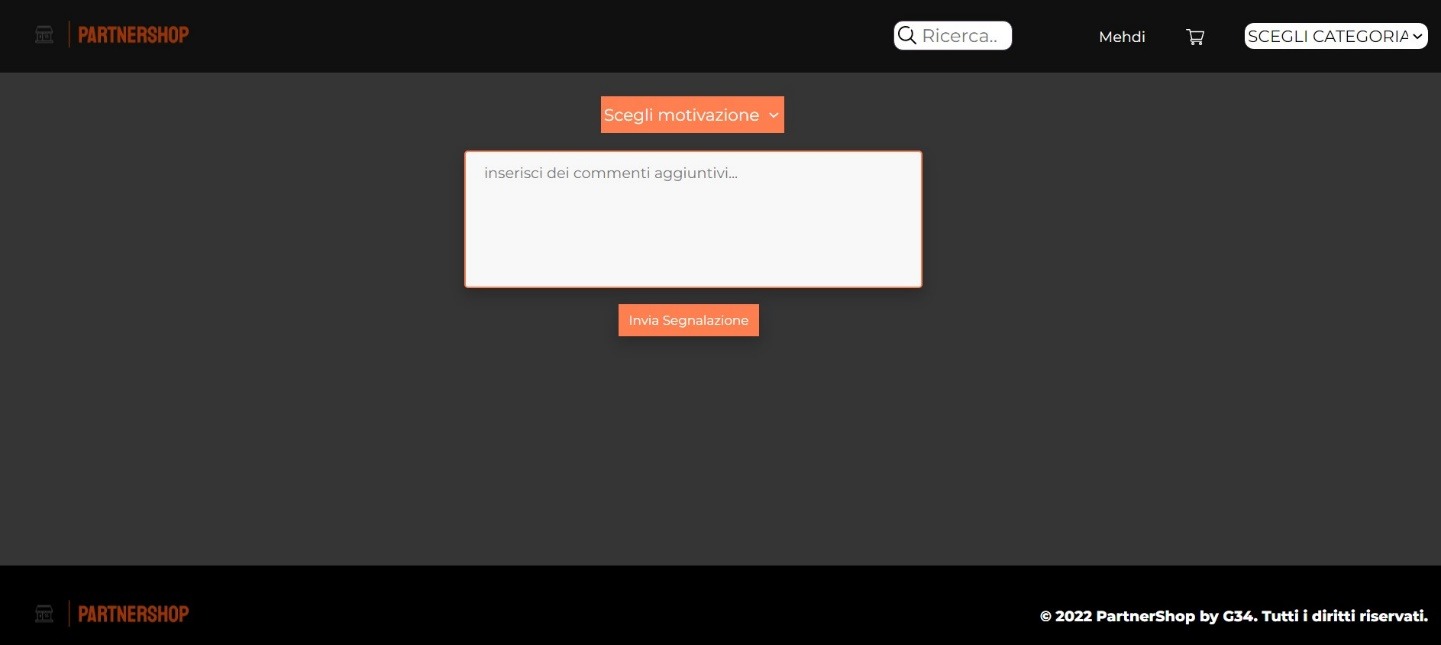 PARTNERSHOP
Ricerca..
Mehdi
SCEGLI CATEGORIA
Scegli motivazione
inserisci dei commenti aggiuntivi...
Invia Segnalazione
PARTNERSHOP
© 2022 PartnerShop by G34. Tutti i diritti riservati.